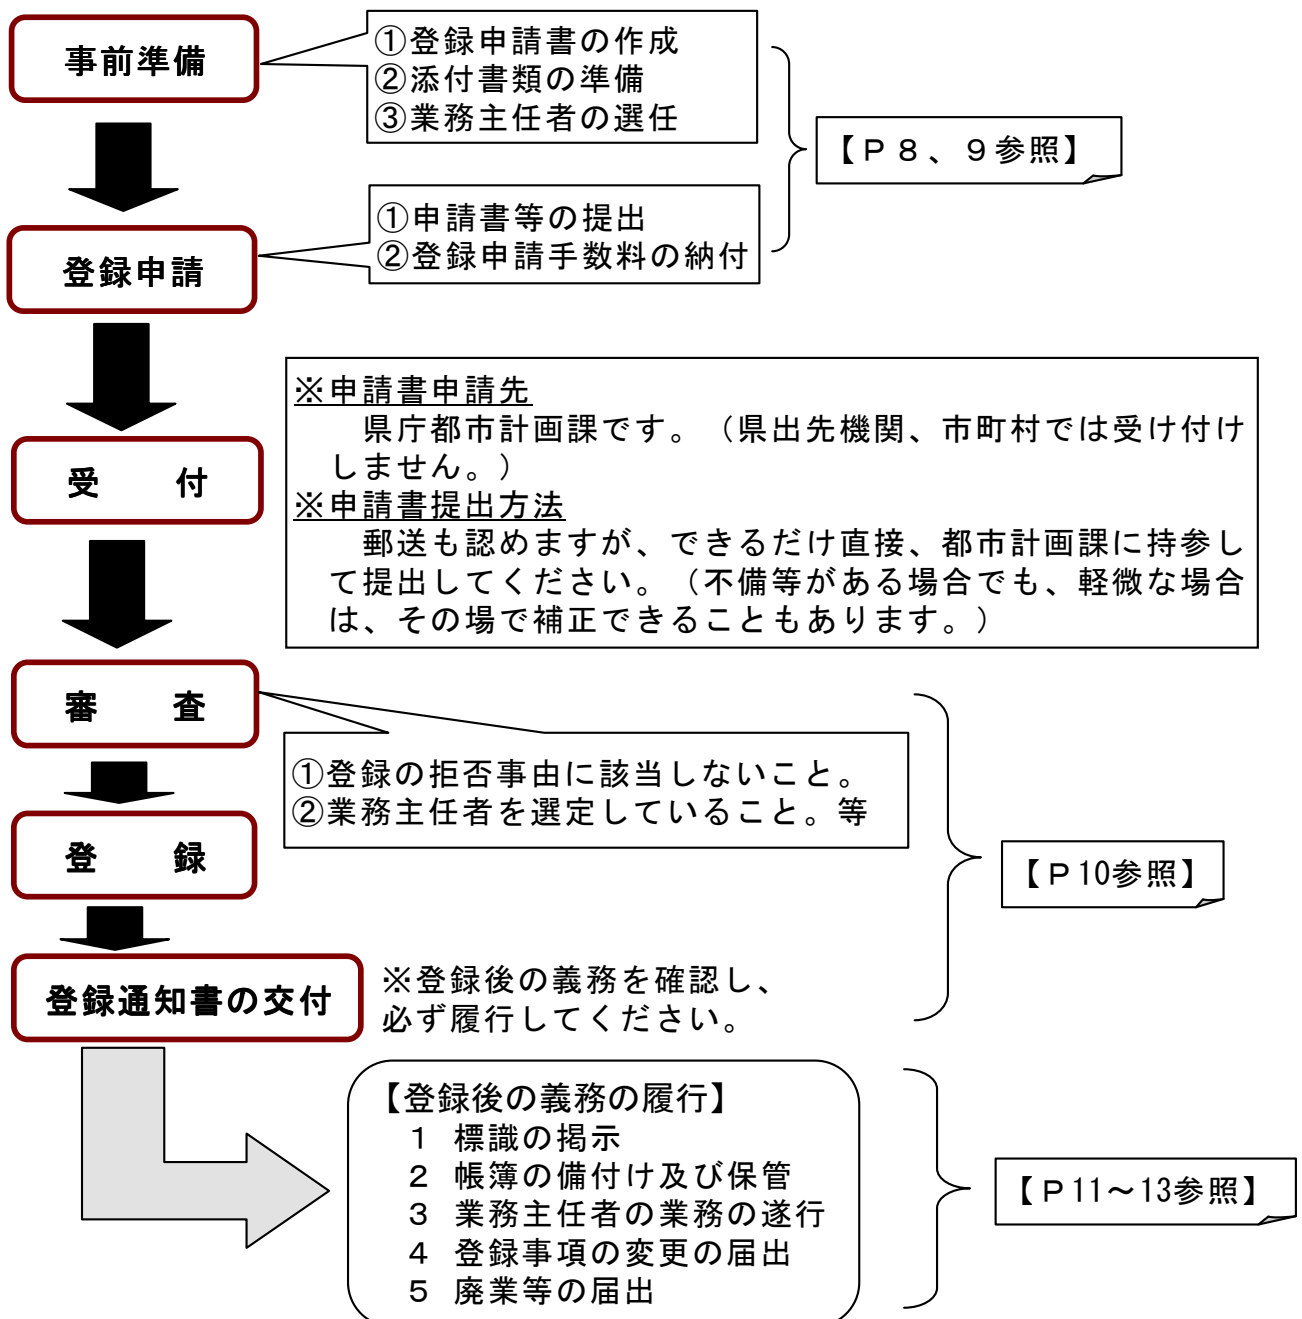 事前準備
①登録申請書の作成
②添付書類の準備
③業務主任者の選任
【Ｐ８、９参照】
登録申請
①申請書等の提出
②登録申請手数料の納付
受　付
※申請書申請先
県庁都市計画課です。（県出先機関、市町村では受け付け
しません。）
※申請書提出方法
郵送も認めますが、できるだけ直接、都市計画課に持参し
て提出してください。（不備等がある場合でも、軽微な場合
は、その場で補正できることもあります。）
審　査
①登録の拒否事由に該当しないこと。
②業務主任者を選定していること。等
登　録
【Ｐ10参照】
登録通知書の交付
※登録後の義務を確認し、
必ず履行してください。
【登録後の義務の履行】
１ 標識の掲示
２ 帳簿の備付け及び保管
３ 業務主任者の業務の遂行
４ 登録事項の変更の届出
５ 廃業等の届出
【Ｐ11～13参照】